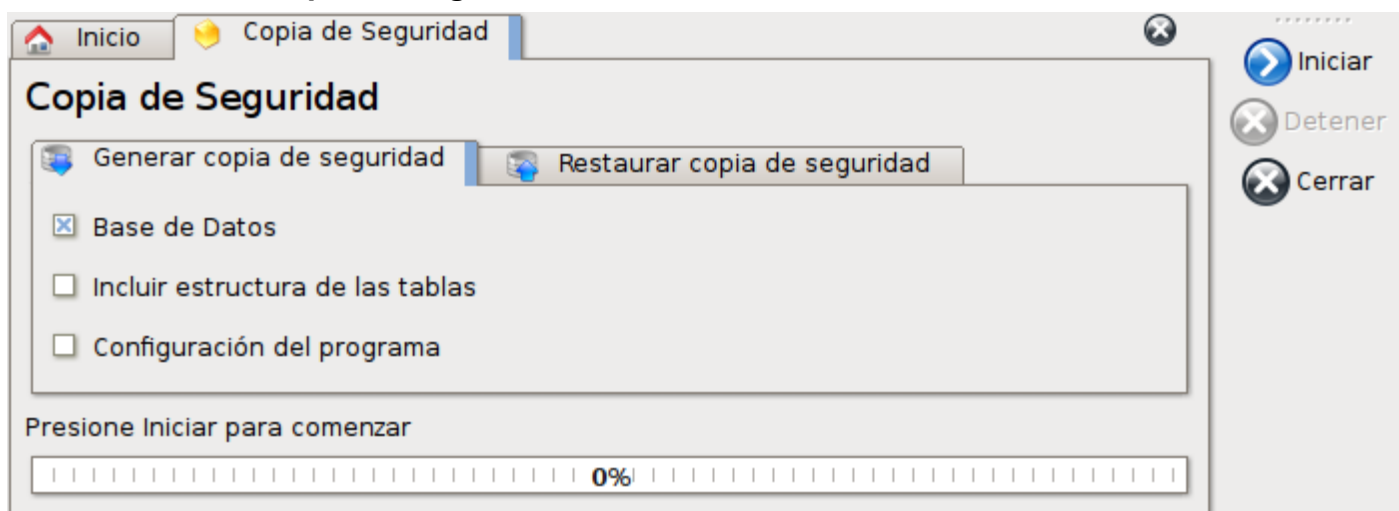 Inicio
Copia de Seguridad
Iniciar
Copia de Seguridad
Detener
Generar copia de seguridad
Restaurar copia de seguridad
Cerrar
Base de Datos
Incluir estructura de las tablas
Configuración del programa
Presione Iniciar para comenzar
0%